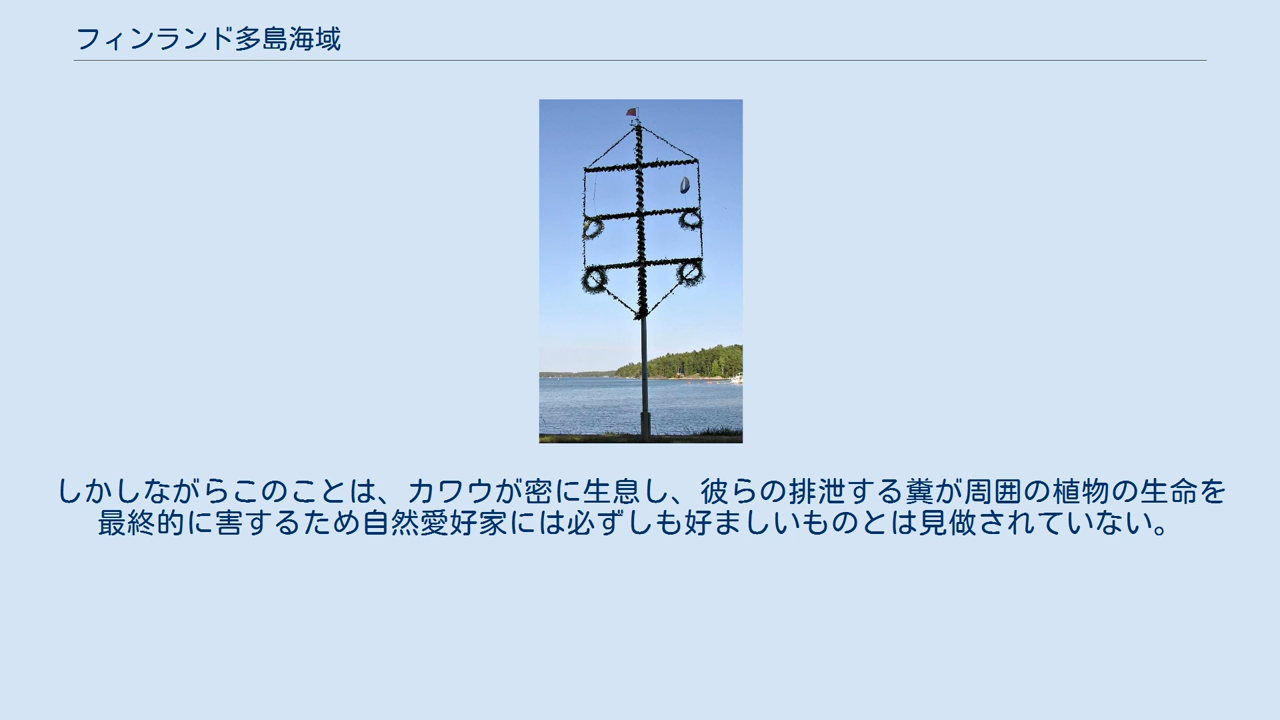 フィンランド多島海域
しかしながらこのことは、カワウが密に生息し、彼らの排泄する糞が周囲の植物の生命を
最終的に害するため自然愛好家には必ずしも好ましいものとは見做されていない。